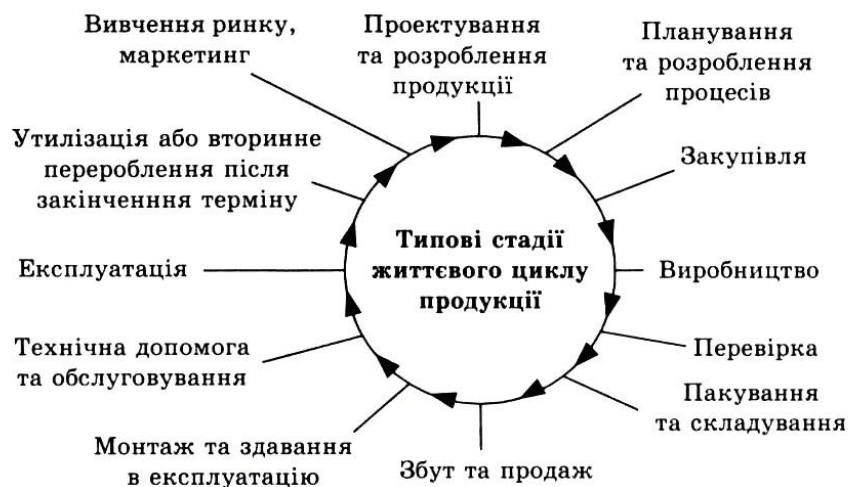 Вивчення ринку,
маркетинг
Проектування
та розроблення
продукції
Планування
та розроблення
процесів
Закупівля
Виробництво
Перевірка
Пакування
та складування
Збут та продаж
Монтаж та здавання
в експлуатацію
Технічна допомога
та обслуговування
Експлуатація
Утилізація або вторинне
перероблення після
закінченння терміну
Типові стадії
життєвого циклу
продукції